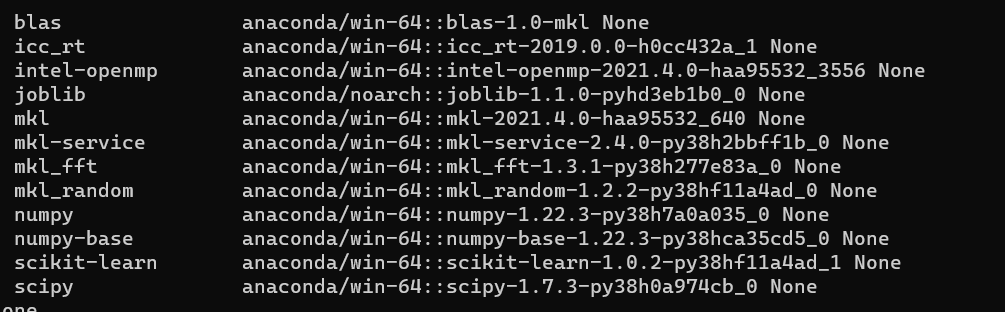 blas anaconda/win-64::blas-1.0-mkl None
icc_rt anaconda/win-64::icc_rt-2019.0.0-h0cc432a_1 None
intel-openmp anaconda/win-64::intel-openmp-2021.4.0-haa95532_3556 None
joblib anaconda/noarch::joblib-1.1.0-pyhd3eb1b0_0 None
mkl anaconda/win-64::mkl-2021.4.0-haa95532_640 None
mkl-service anaconda/win-64::mkl-service-2.4.0-py38h2bbff1b_0 None
mkl_fft anaconda/win-64::mkl_fft-1.3.1-py38h277e83a_0 None
mkl_random anaconda/win-64::mkl_random-1.2.2-py38hf11a4ad_0 None
numpy anaconda/win-64::numpy-1.22.3-py38h7a0a035_0 None
numpy-base anaconda/win-64::numpy-base-1.22.3-py38hca35cd5_0 None
scikit-learn anaconda/win-64::scikit-learn-1.0.2-py38hf11a4ad_1 None
scipy anaconda/win-64::scipy-1.7.3-py38h0a974cb_0 None
one